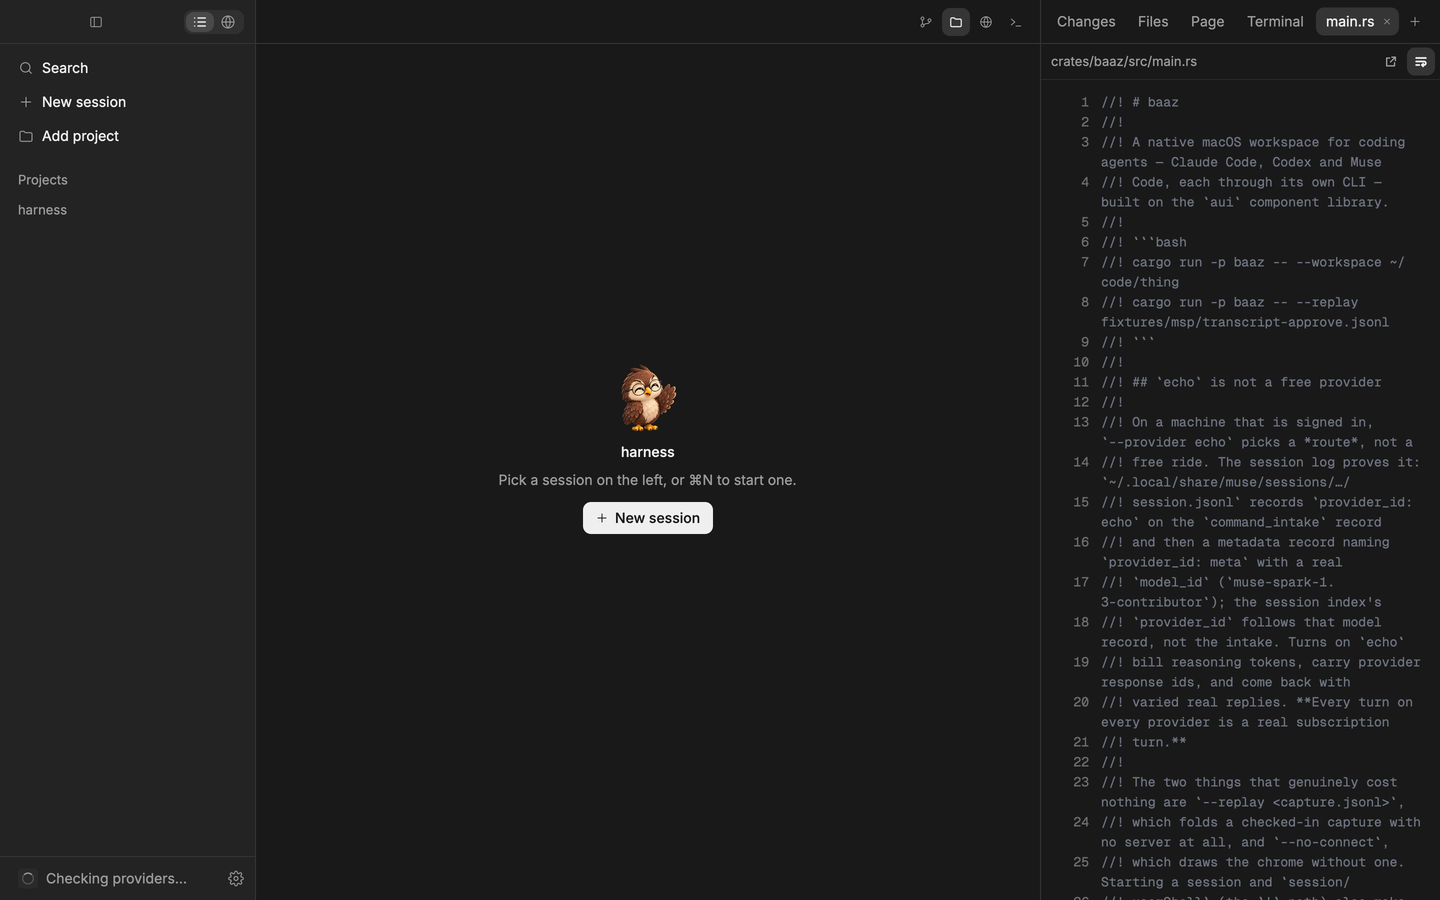 Search
New session
Add project
Projects
harness
Checking providers...
harness
Pick a session on the left, or ⌘N to start one.
+ New session
Changes Files Page Terminal main.rs × +
crates/baaz/src/main.rs
1 //! # baaz
2 //!
3 //! A native macOS workspace for coding
agents — Claude Code, Codex and Muse
4 //! Code, each through its own CLI —
built on the `aui` component library.
5 //!
6 //! ```bash
7 //! cargo run -p baaz -- --workspace ~/
code/thing
8 //! cargo run -p baaz -- --replay
fixtures/msp/transcript-approve.jsonl
9 //! ```
10 //!
11 //! ## `echo` is not a free provider
12 //!
13 //! On a machine that is signed in,
`--provider echo` picks a *route*, not a
14 //! free ride. The session log proves it:
`~/.local/share/muse/sessions/…/
15 //! session.jsonl` records `provider_id:
echo` on the `command_intake` record
16 //! and then a metadata record naming
`provider_id: meta` with a real
17 //! `model_id` (`muse-spark-1.
3-contributor`); the session index's
18 //! `provider_id` follows that model
record, not the intake. Turns on `echo`
19 //! bill reasoning tokens, carry provider
response ids, and come back with
20 //! varied real replies. **Every turn on
every provider is a real subscription
21 //! turn.**
22 //!
23 //! The two things that genuinely cost
nothing are `--replay <capture.jsonl>`,
24 //! which folds a checked-in capture with
no server at all, and `--no-connect`,
25 //! which draws the chrome without one.
Starting a session and `session/